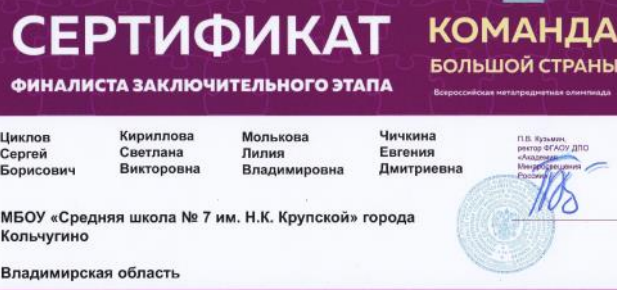 СЕРТИФИКАТ
ФИНАЛИСТА ЗАКЛЮЧИТЕЛЬНОГО ЭТАПА
КОМАНДА
БОЛЬШОЙ СТРАНЫ
Всероссийская метапредметная олимпиада
Циклов
Сергей
Борисович
Кириллова
Светлана
Викторовна
Молькова
Лилия
Владимировна
Чичкина
Евгения
Дмитриевна
П.В. Кузьмин,
ректор ФГАОУ ДПО
«Академия
Минпросвещения
России»
МБОУ «Средняя школа № 7 им. Н.К. Крупской» города
Кольчугино
Владимирская область